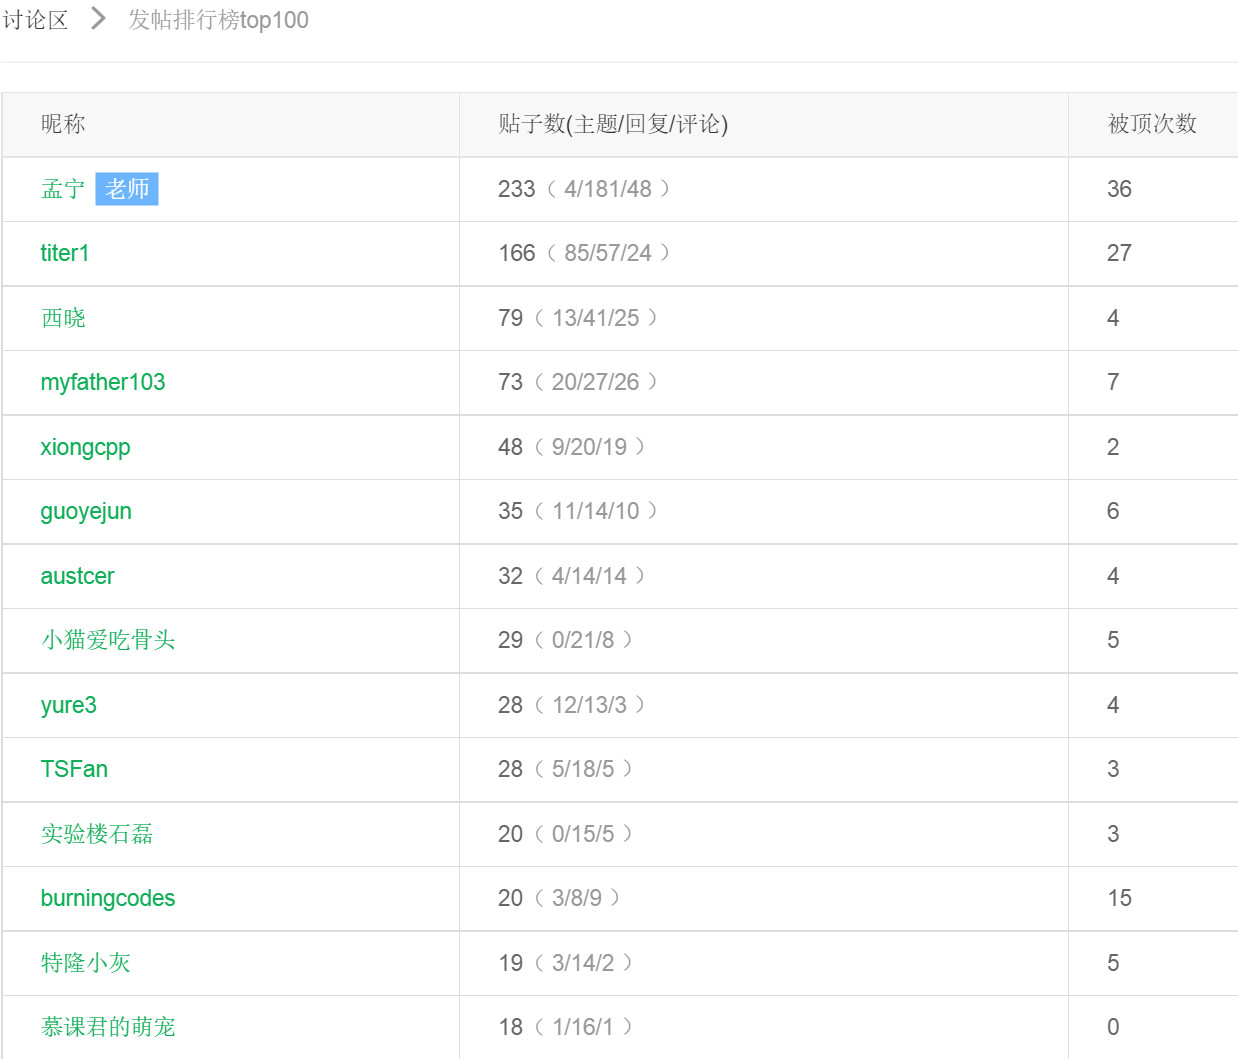 讨论区 > 发帖排行榜top100
昵称 贴子数(主题/回复/评论) 被顶次数
孟宁 老师 233（ 4/181/48 ） 36
titer1 166（ 85/57/24 ） 27
西晓 79（ 13/41/25 ） 4
myfather103 73（ 20/27/26 ） 7
xiongcpp 48（ 9/20/19 ） 2
guoyejun 35（ 11/14/10 ） 6
austcer 32（ 4/14/14 ） 4
小猫爱吃骨头 29（ 0/21/8 ） 5
yure3 28（ 12/13/3 ） 4
TSFan 28（ 5/18/5 ） 3
实验楼石磊 20（ 0/15/5 ） 3
burningcodes 20（ 3/8/9 ） 15
特隆小灰 19（ 3/14/2 ） 5
慕课君的萌宠 18（ 1/16/1 ） 0